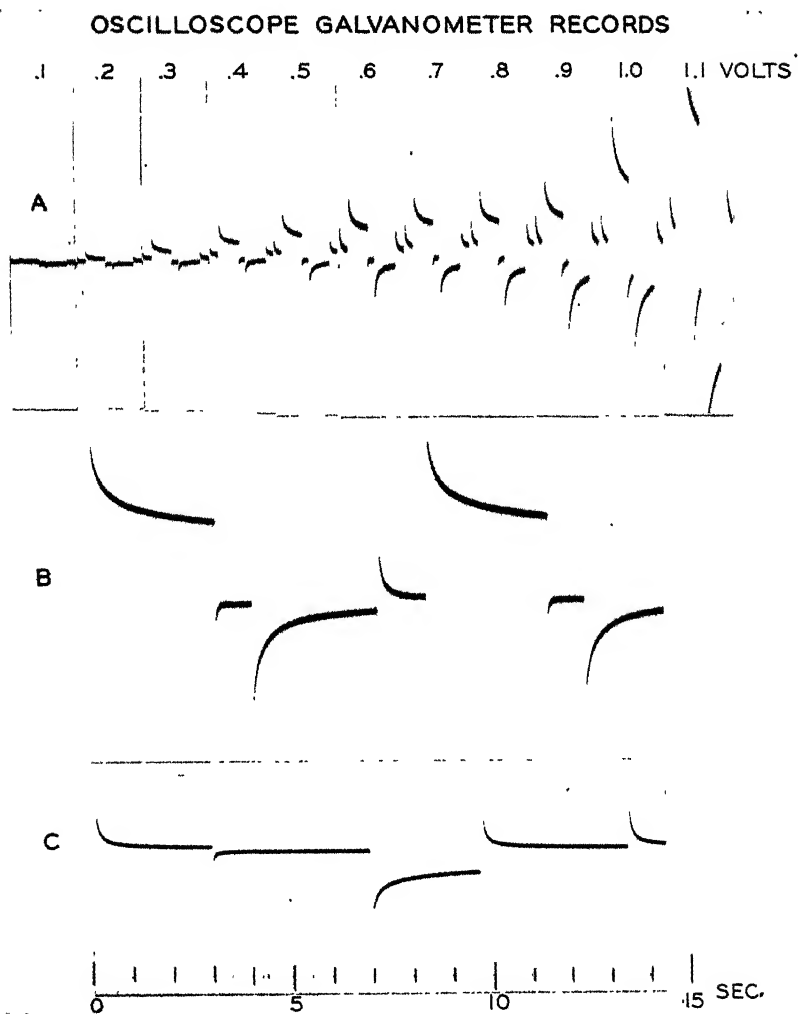 OSCILLOSCOPE GALVANOMETER RECORDS
.1 .2 .3 .4 .5 .6 .7 .8 .9 1.0 1.1 VOLTS
A
B
C
0 5 10 15 SEC.